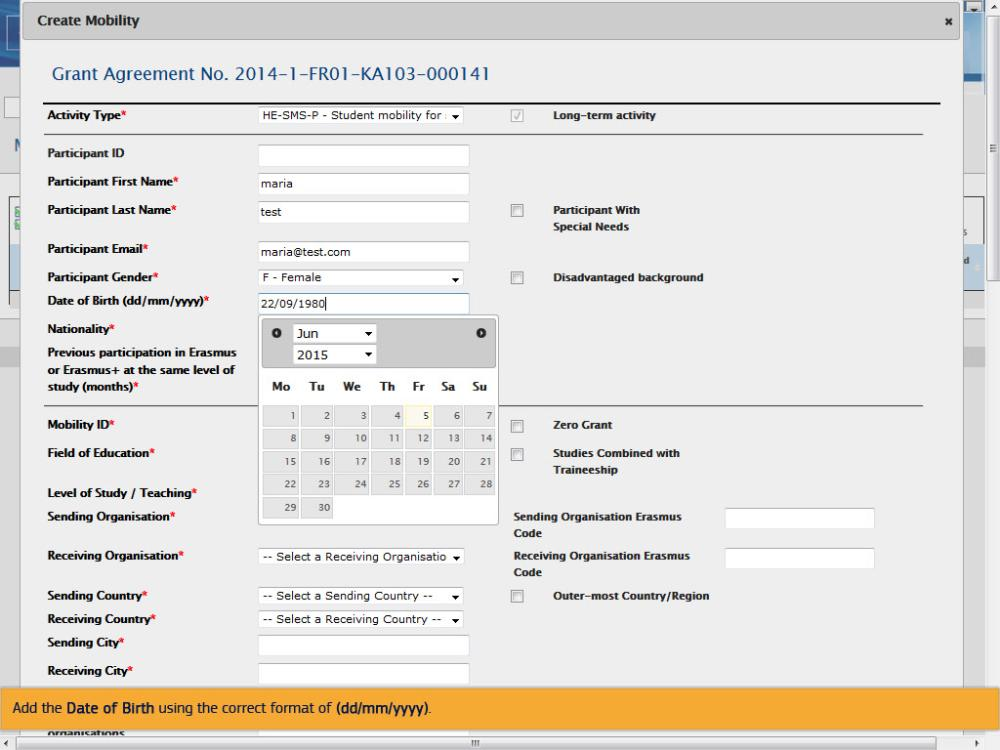 Create Mobility
Grant Agreement No. 2014-1-FR01-KA103-000141
Activity Type* HE-SMS-P - Student mobility for Long-term activity
Participant ID
Participant First Name* maria
Participant Last Name* test Participant With
Special Needs
Participant Email* maria@test.com
Participant Gender* F - Female Disadvantaged background
Date of Birth (dd/mm/yyyy)* 22/09/1980
Nationality* Jun
Previous participation in Erasmus
or Erasmus+ at the same level of
study (months)*
2015
Mo Tu We Th Fr Sa Su
1 2 3 4 5 6 7
8 9 10 11 12 13 14
15 16 17 18 19 20 21
22 23 24 25 26 27 28
29 30
Mobility ID* Zero Grant
Field of Education* Studies Combined with
Traineeship
Level of Study / Teaching*
Sending Organisation* Sending Organisation Erasmus
Code
Receiving Organisation* -- Select a Receiving Organisatio Receiving Organisation Erasmus
Code
Sending Country* -- Select a Sending Country -- Outer-most Country/Region
Receiving Country* -- Select a Receiving Country --
Sending City*
Receiving City*
Add the Date of Birth using the correct format of (dd/mm/yyyy).
organisations